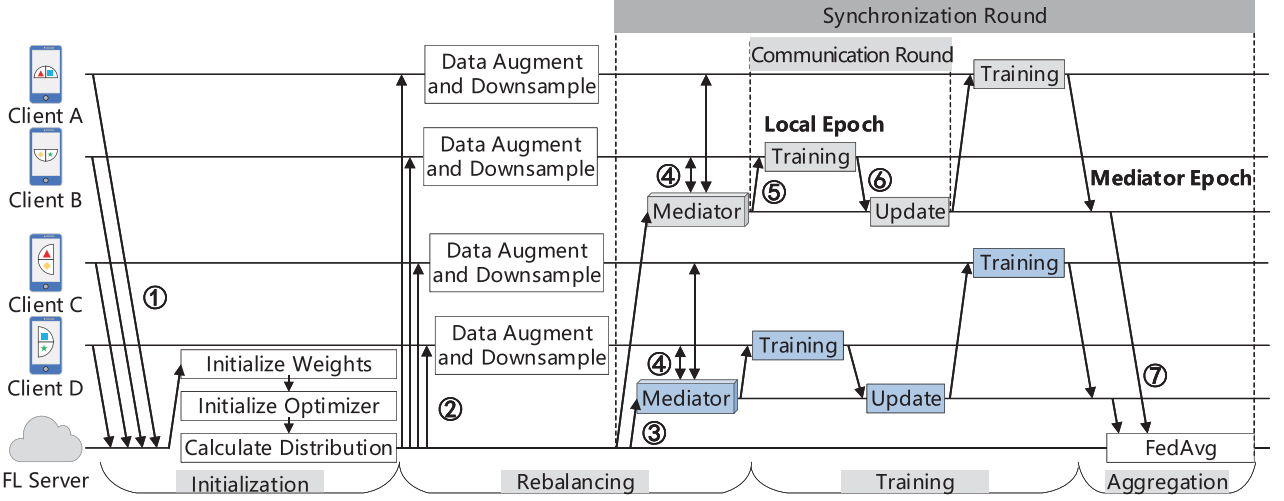 Synchronization Round
Communication Round
Data Augment
and Downsample
Training
Client A
Local Epoch
Data Augment
and Downsample
Training
④
⑤
⑥
Mediator Epoch
Client B
Mediator
Update
Data Augment
and Downsample
Training
Client C
①
Data Augment
and Downsample
Training
Client D
Initialize Weights
④
⑦
Mediator
Update
Initialize Optimizer
②
③
Calculate Distribution
FedAvg
FL Server
Initialization
Rebalancing
Training
Aggregation